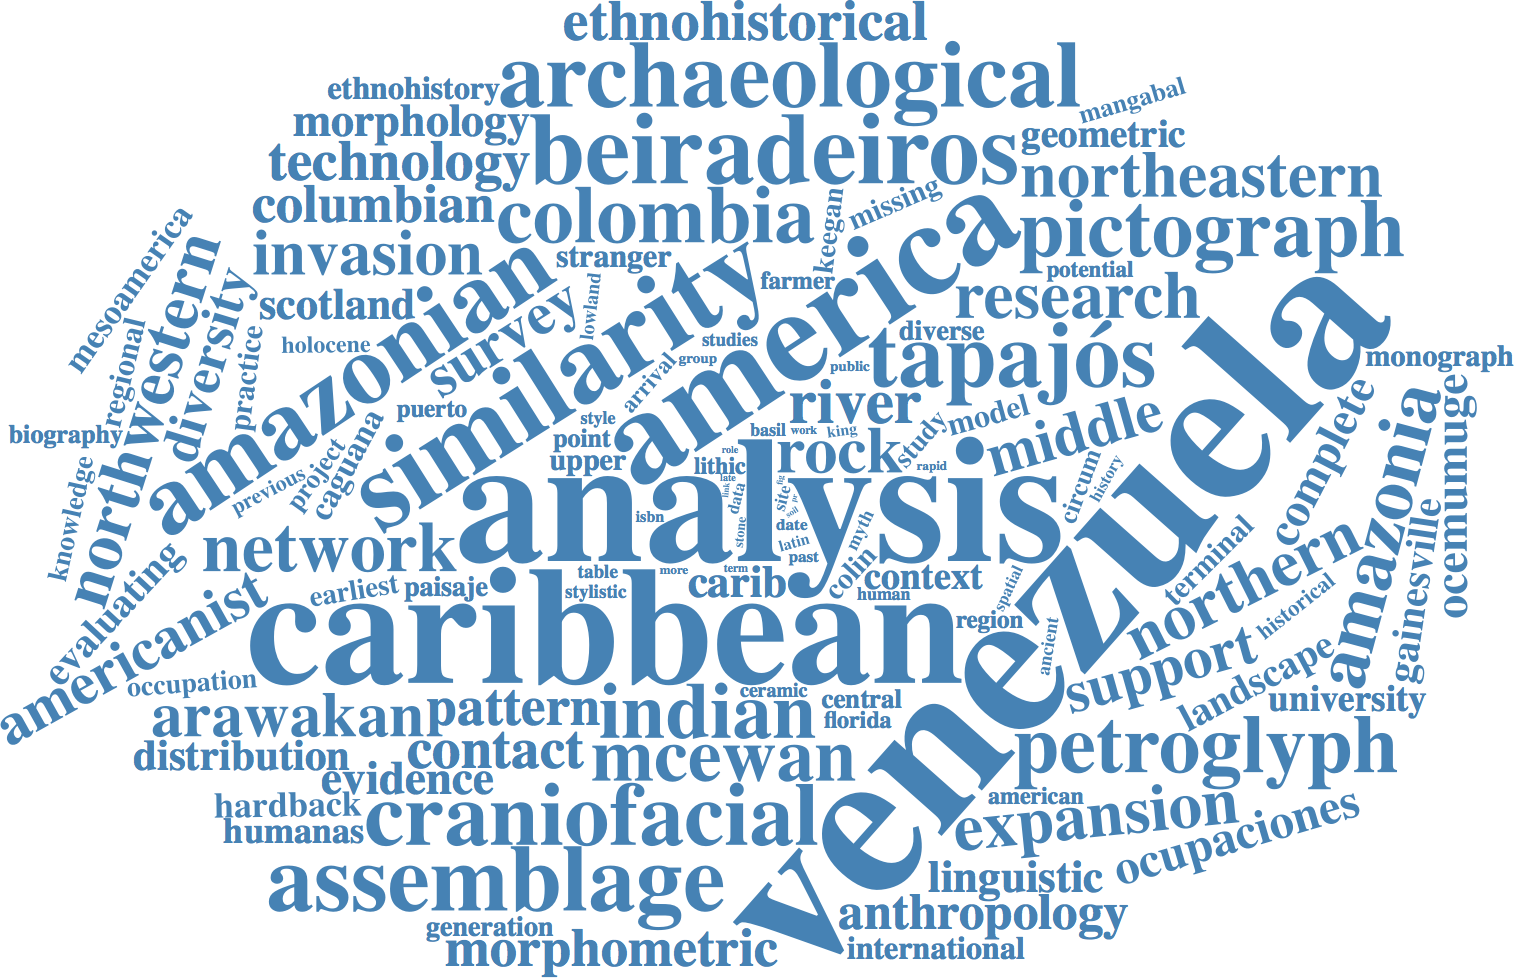 ethnohistorical
archaeological
ethnohistory
mangabal
morphology
beiradeiros
geometric
technology
northeastern
columbian
colombia
keegan
missing
pictograph
invasion
stranger
america
mesoamerica
northwestern
diversity
amazonian
similarity
farmer
potential
research
scotland
survey
lowland
venezuela
holocene
studies
diverse
tapajós
monograph
regional
practice
group
public
arrival
puerto
style
river
model
middle
complete
amazonia
ocumuge
biography
caguana
point
basil
work
king
study
project
upper
lithic
role
rock
rapid
circum
history
knowledge
previous
analysis
late
link
data
site
fig
pr
soil
isbn
stone
date
latin
myth
past
network
terminal
northern
gainesville
evaluating
table
more
term
carib
colin
context
earliest
paisaje
stylistic
human
spatial
historical
americanist
caribbean
region
ancient
support
landscape
occupation
ceramic
central
university
arawakan
pattern
indian
florida
distribution
contact
mcewan
petroglyph
evidence
hardback
craniofacial
american
expansion
ocupaciones
humanas
assemblage
linguistic
generation
anthropology
morphometric
international